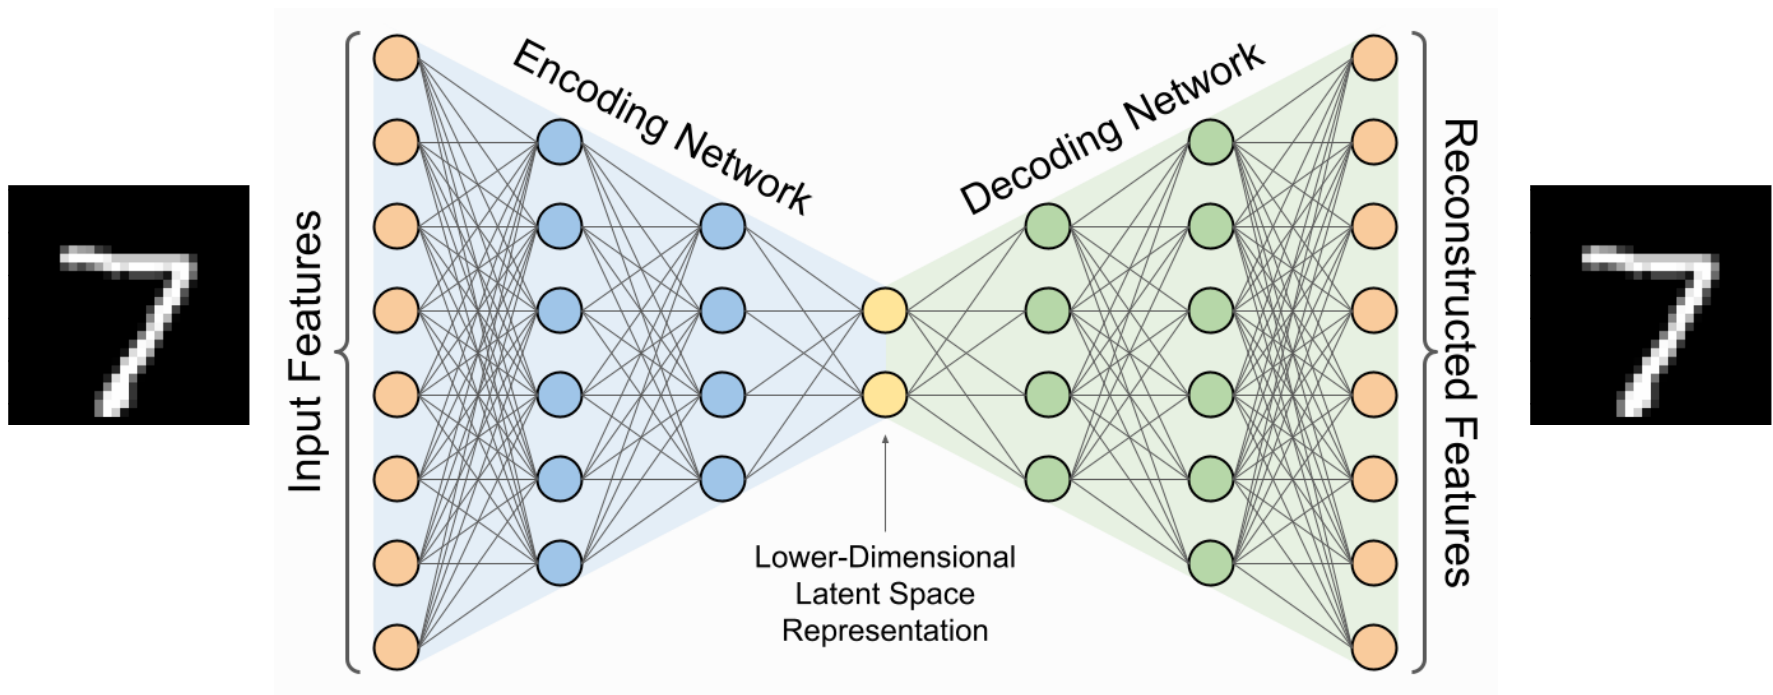 Input Features
Encoding Network
Lower-Dimensional
Latent Space
Representation
Decoding Network
Reconstructed Features